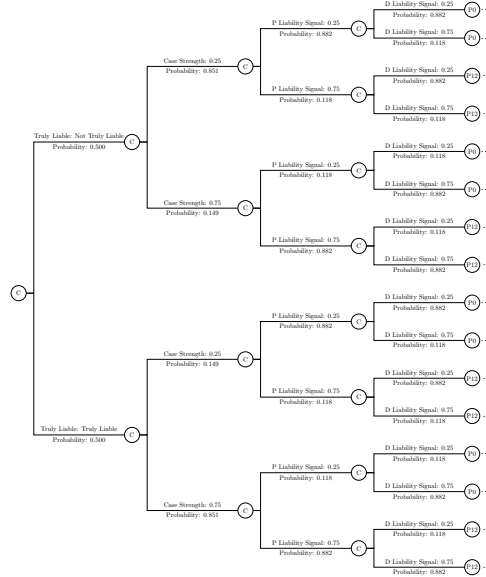 D Liability Signal: 0.25
Probability: 0.882
P0
P Liability Signal: 0.25
Probability: 0.882
C
D Liability Signal: 0.75
Probability: 0.118
P0
Case Strength: 0.25
Probability: 0.851
C
D Liability Signal: 0.25
Probability: 0.882
P12
P Liability Signal: 0.75
Probability: 0.118
C
D Liability Signal: 0.75
Probability: 0.118
P12
Truly Liable: Not Truly Liable
Probability: 0.500
C
D Liability Signal: 0.25
Probability: 0.118
P0
P Liability Signal: 0.25
Probability: 0.118
C
D Liability Signal: 0.75
Probability: 0.882
P0
Case Strength: 0.75
Probability: 0.149
C
D Liability Signal: 0.25
Probability: 0.118
P12
P Liability Signal: 0.75
Probability: 0.882
C
D Liability Signal: 0.75
Probability: 0.882
P12
C
D Liability Signal: 0.25
Probability: 0.882
P0
P Liability Signal: 0.25
Probability: 0.882
C
D Liability Signal: 0.75
Probability: 0.118
P0
Case Strength: 0.25
Probability: 0.149
C
D Liability Signal: 0.25
Probability: 0.882
P12
P Liability Signal: 0.75
Probability: 0.118
C
D Liability Signal: 0.75
Probability: 0.118
P12
Truly Liable: Truly Liable
Probability: 0.500
C
D Liability Signal: 0.25
Probability: 0.118
P0
P Liability Signal: 0.25
Probability: 0.118
C
D Liability Signal: 0.75
Probability: 0.882
P0
Case Strength: 0.75
Probability: 0.851
C
D Liability Signal: 0.25
Probability: 0.118
P12
P Liability Signal: 0.75
Probability: 0.882
C
D Liability Signal: 0.75
Probability: 0.882
P12